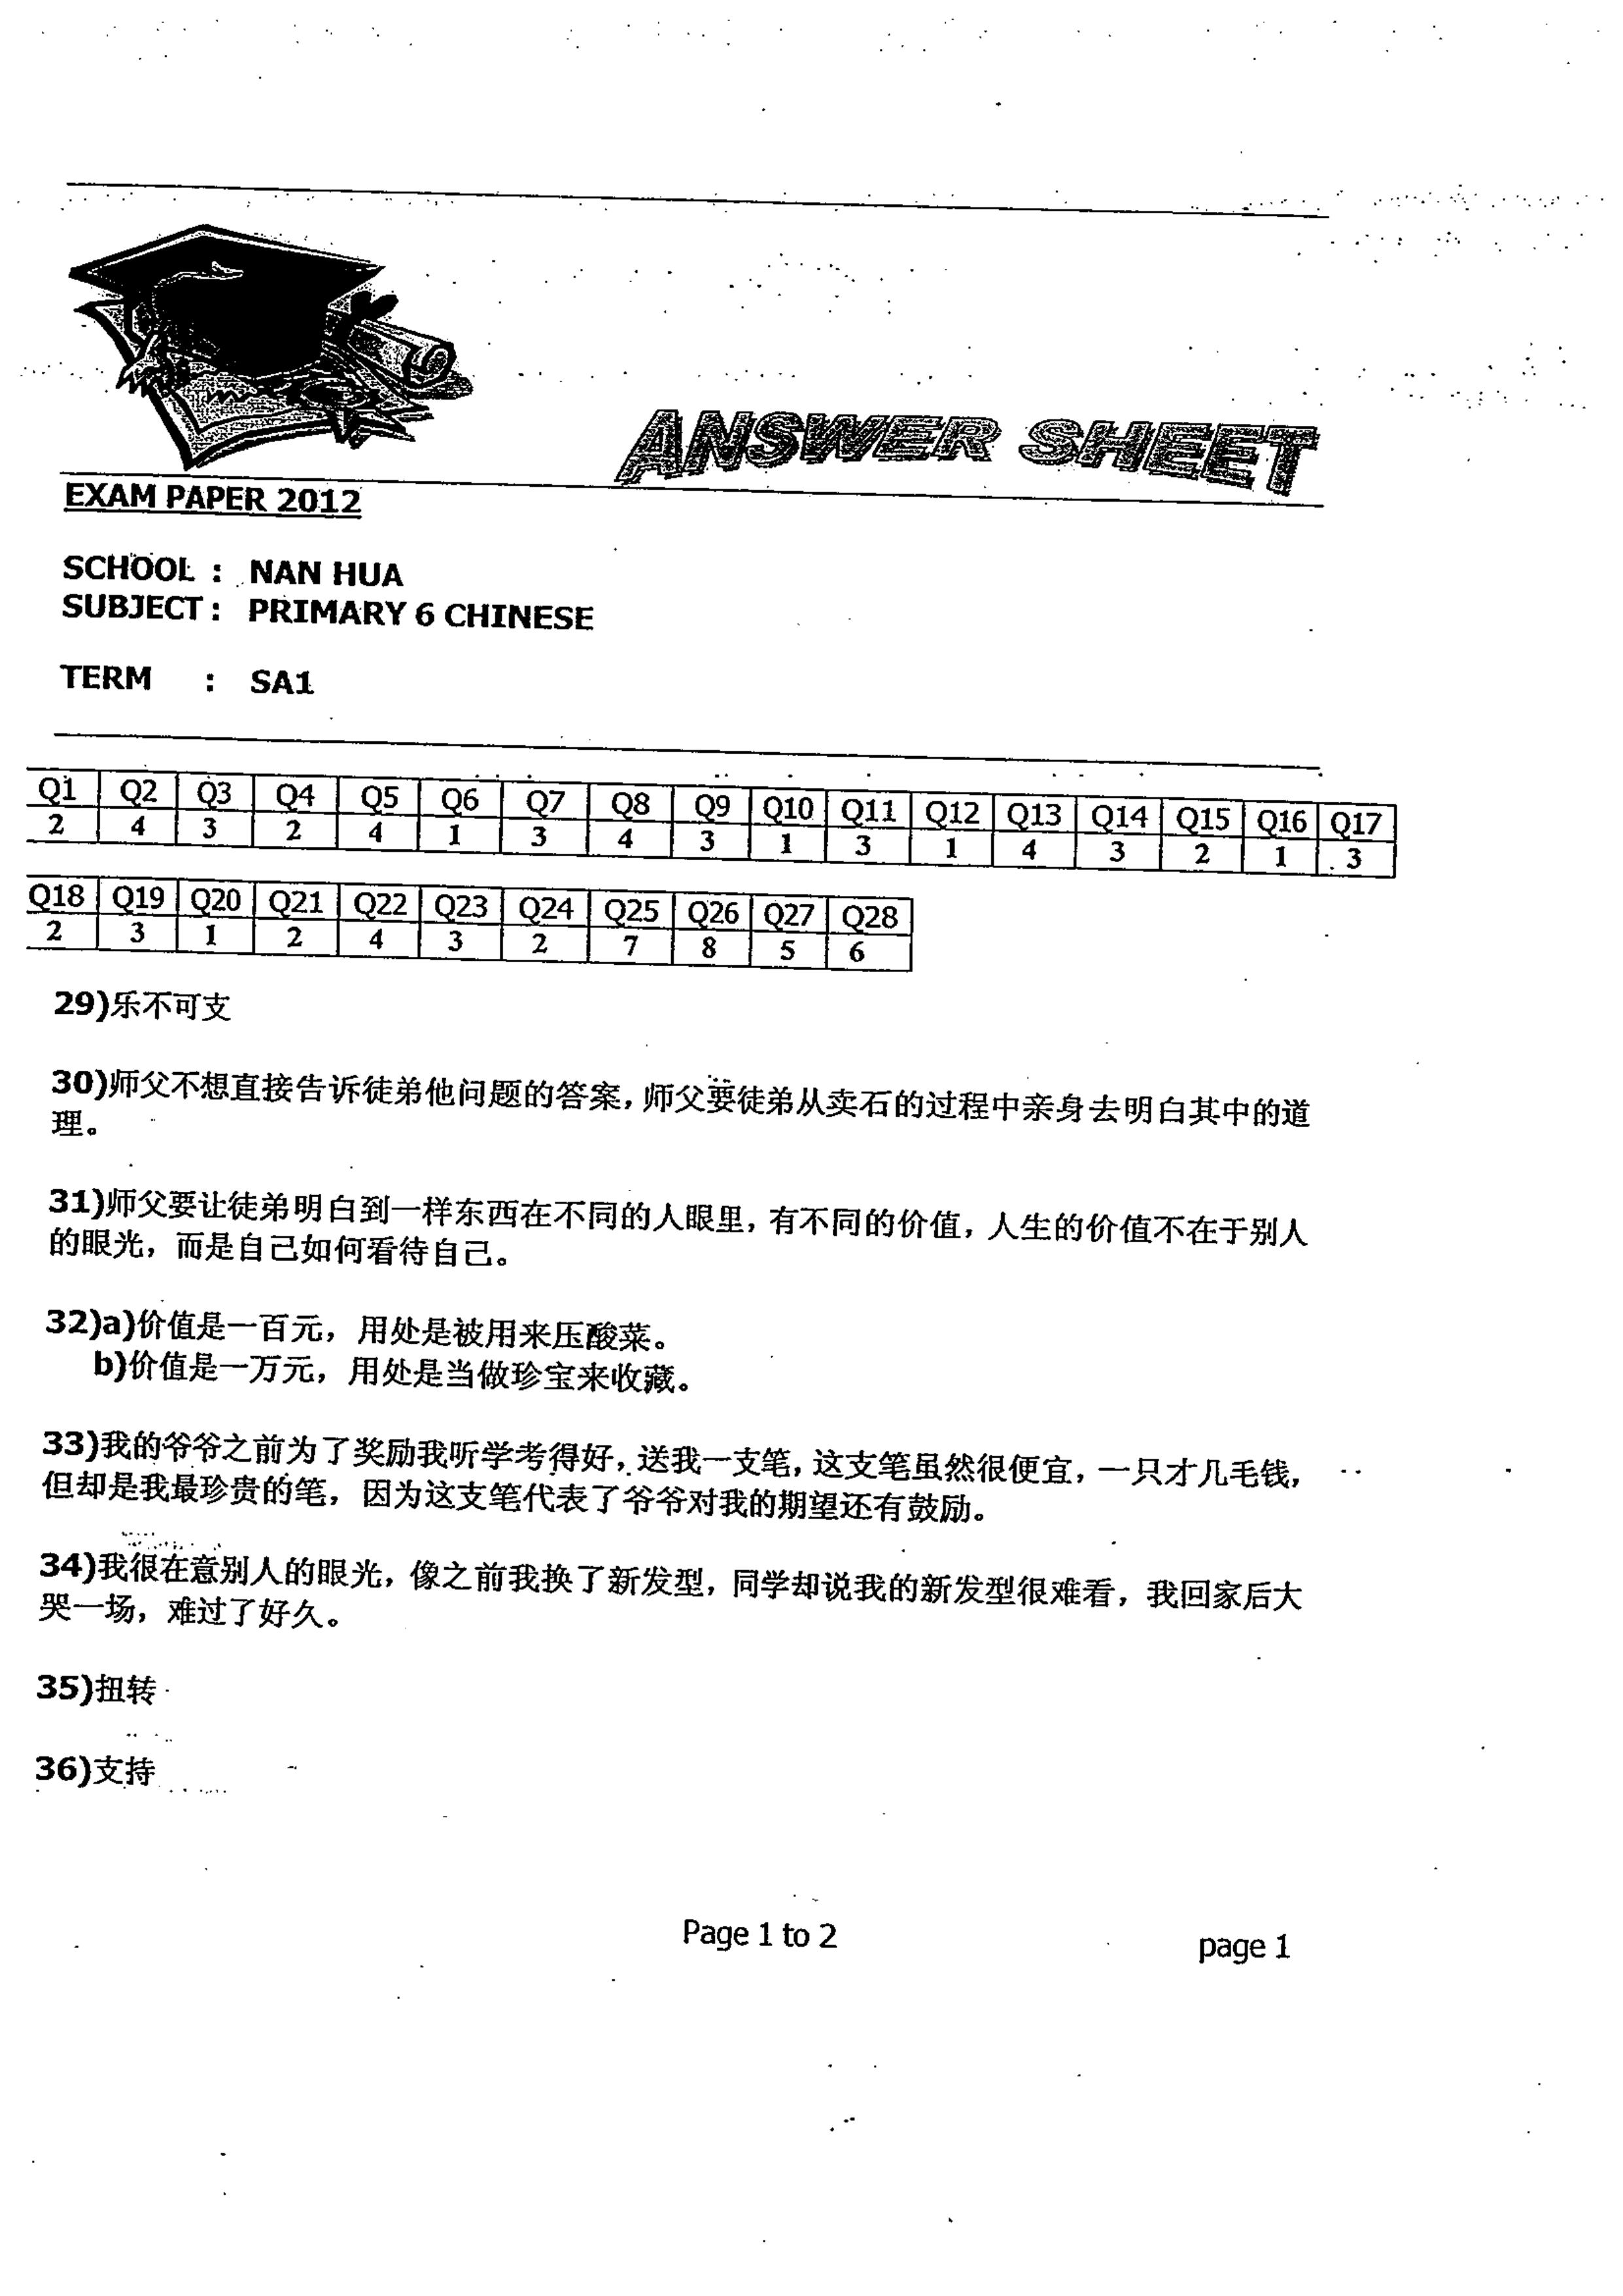 ANSWER SHEET
EXAM PAPER 2012
SCHOOL : NAN HUA
SUBJECT : PRIMARY 6 CHINESE
TERM : SA1
Q1 Q2 Q3 Q4 Q5 Q6 Q7 Q8 Q9 Q10 Q11 Q12 Q13 Q14 Q15 Q16 Q17
2 4 3 2 4 1 3 4 3 1 3 1 4 3 2 1 3
Q18 Q19 Q20 Q21 Q22 Q23 Q24 Q25 Q26 Q27 Q28
2 3 1 2 4 3 2 7 8 5 6
29)乐不可支
30)师父不想直接告诉徒弟他问题的答案，师父要徒弟从卖石的过程中亲身去明白其中的道
理。
31)师父要让徒弟明白到一样东西在不同的人眼里，有不同的价值，人生的价值不在于别人
的眼光，而是自己如何看待自己。
32)a)价值是一百元，用处是被用来压酸菜。
b)价值是一万元，用处是当做珍宝来收藏。
33)我的爷爷之前为了奖励我听学考得好，送我一支笔，这支笔虽然很便宜，一只才几毛钱，
但却是我最珍贵的笔，因为这支笔代表了爷爷对我的期望还有鼓励。
34)我很在意别人的眼光，像之前我换了新发型，同学却说我的新发型很难看，我回家后大
哭一场，难过了好久。
35)扭转
36)支持
Page 1 to 2 page 1